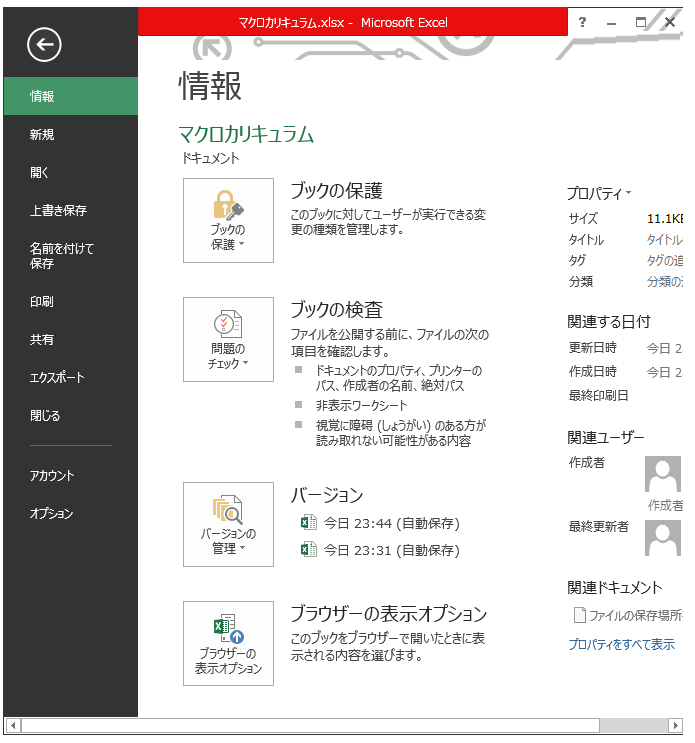 マクロカリキュラム.xlsx - Microsoft Excel
?
情報
新規
開く
上書き保存
名前を付けて
保存
印刷
共有
エクスポート
閉じる
アカウント
オプション
情報
マクロカリキュラム
ドキュメント
ブックの
保護
ブックの保護
このブックに対してユーザーが実行できる変
更の種類を管理します。
問題の
チェック
ブックの検査
ファイルを公開する前に、ファイルの次の
項目を確認します。
ドキュメントのプロパティ、プリンターの
パス、作成者の名前、絶対パス
非表示ワークシート
視覚に障碍 (しょうがい) のある方が
読み取れない可能性がある内容
バージョンの
管理
バージョン
今日 23:44 (自動保存)
今日 23:31 (自動保存)
ブラウザーの
表示オプション
ブラウザーの表示オプション
このブックをブラウザーで開いたときに表
示される内容を選びます。
プロパティ
サイズ 11.1KB
タイトル タイトル
タグ タグの追
分類 分類の
関連する日付
更新日時 今日 2
作成日時 今日 2
最終印刷日
関連ユーザー
作成者
作成者
最終更新者
関連ドキュメント
ファイルの保存場所
プロパティをすべて表示